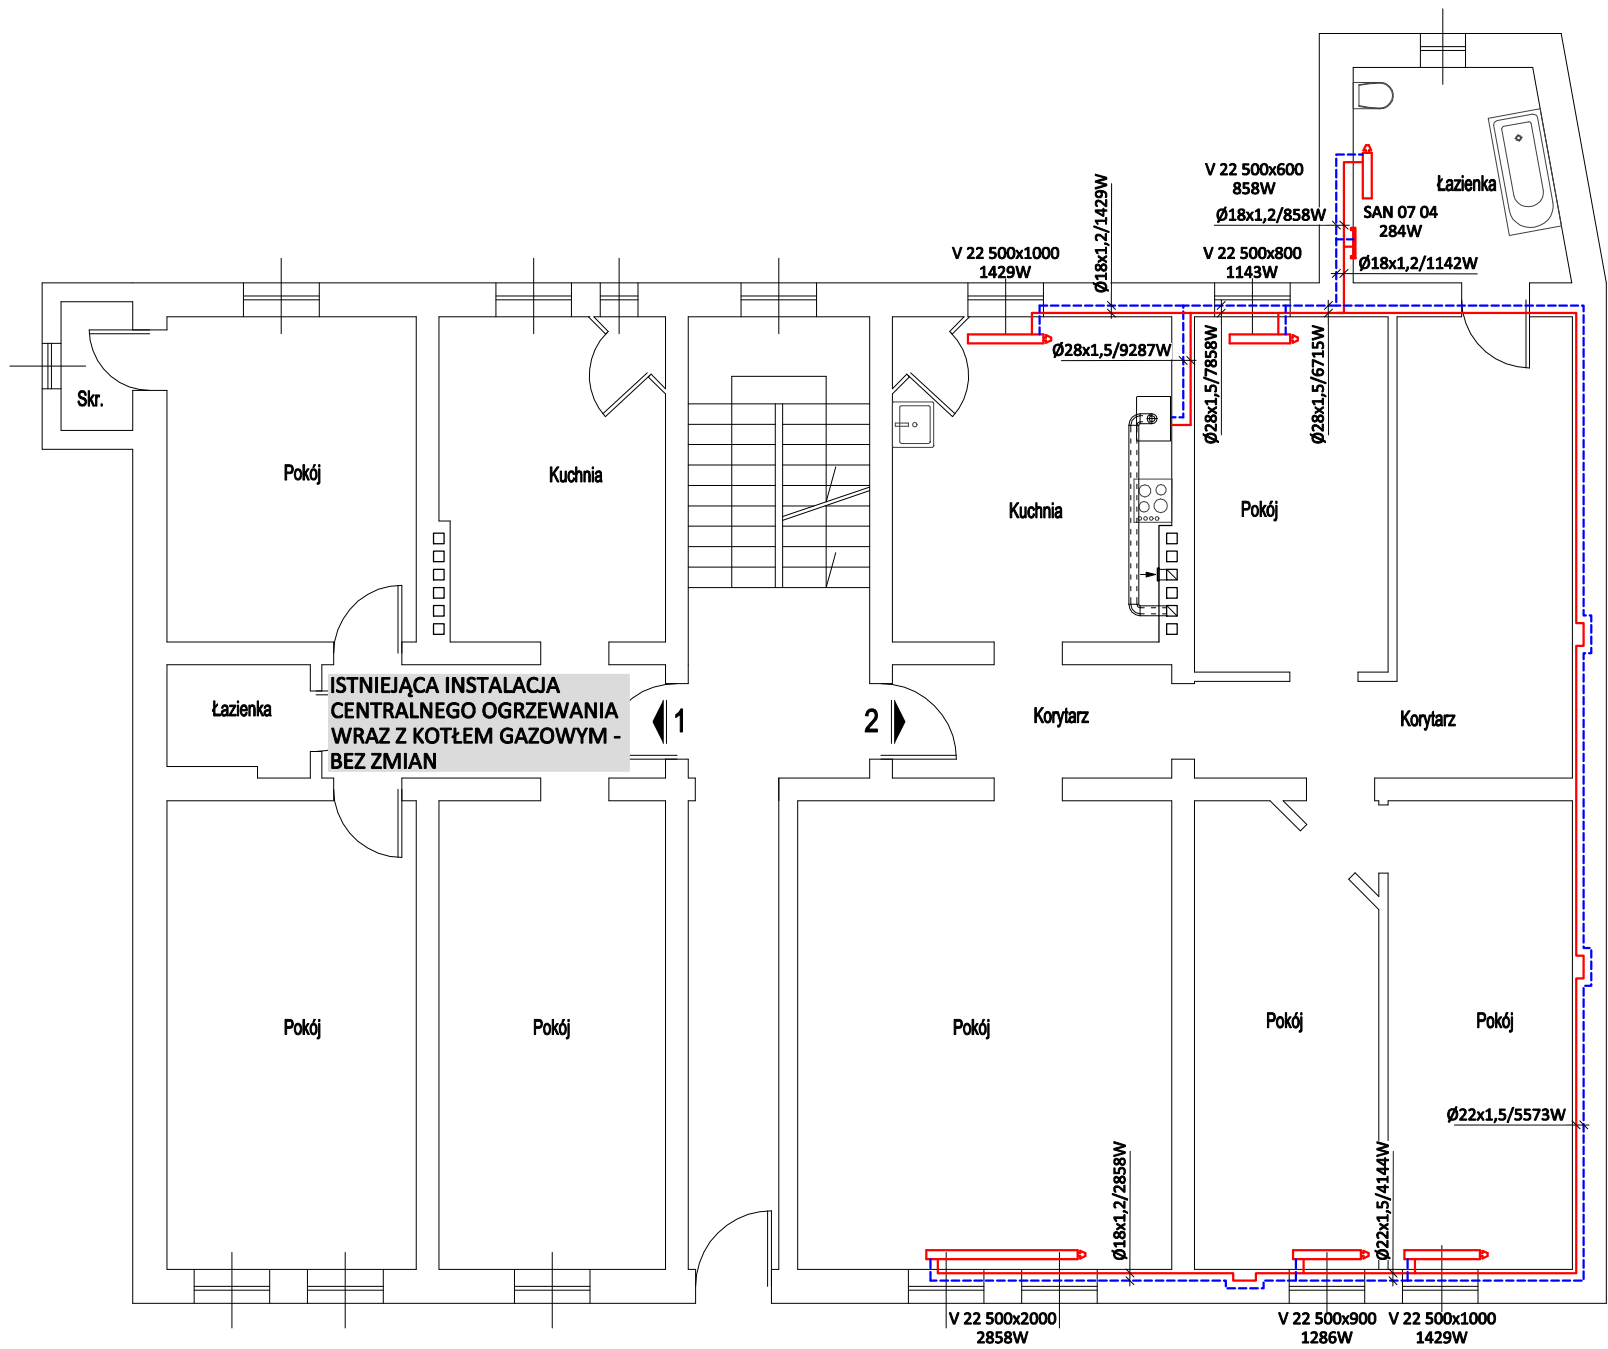 V 22 500x600
858W
Ø18x1,2/858W
Łazienka
SAN 07 04
284W
Ø18x1,2/1429W
V 22 500x1000
1429W
V 22 500x800
1143W
Ø18x1,2/1142W
Ø28x1,5/9287W
Ø28x1,5/7858W
Ø28x1,5/6715W
Skr.
Pokój
Kuchnia
Kuchnia
Pokój
Łazienka
ISTNIEJĄCA INSTALACJA
CENTRALNEGO OGRZEWANIA
WRAZ Z KOTŁEM GAZOWYM -
BEZ ZMIAN
1
2
Korytarz
Korytarz
Pokój
Pokój
Pokój
Pokój
Pokój
Ø22x1,5/5573W
Ø18x1,2/2858W
Ø22x1,5/4144W
V 22 500x2000
2858W
V 22 500x900
1286W
V 22 500x1000
1429W